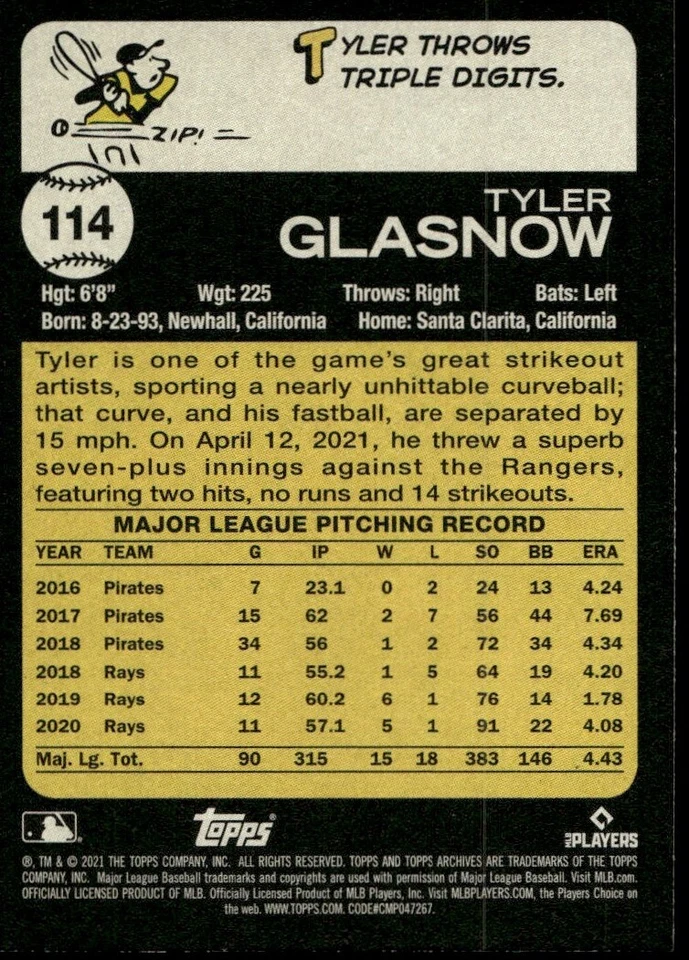 TYLER THROWS
TRIPLE DIGITS.
ZIP!
101
114
TYLER
GLASNOW
Hgt: 6'8" Wgt: 225 Throws: Right Bats: Left
Born: 8-23-93, Newhall, California Home: Santa Clarita, California
Tyler is one of the game's great strikeout
artists, sporting a nearly unhittable curveball;
that curve, and his fastball, are separated by
15 mph. On April 12, 2021, he threw a superb
seven-plus innings against the Rangers,
featuring two hits, no runs and 14 strikeouts.
MAJOR LEAGUE PITCHING RECORD
YEAR TEAM G IP W L SO BB ERA
2016 Pirates 7 23.1 0 2 24 13 4.24
2017 Pirates 15 62 2 7 56 44 7.69
2018 Pirates 34 56 1 2 72 34 4.34
2018 Rays 11 55.2 1 5 64 19 4.20
2019 Rays 12 60.2 6 1 76 14 1.78
2020 Rays 11 57.1 5 1 91 22 4.08
Maj. Lg. Tot. 90 315 15 18 383 146 4.43
Topps®
MLB PLAYERS
®, TM & © 2021 THE TOPPS COMPANY, INC. ALL RIGHTS RESERVED. TOPPS AND TOPPS ARCHIVES ARE TRADEMARKS OF THE TOPPS
COMPANY, INC. Major League Baseball trademarks and copyrights are used with permission of Major League Baseball. Visit MLB.com.
OFFICIALLY LICENSED PRODUCT OF MLB. Officially Licensed Product of MLB Players, Inc. Visit MLBPLAYERS.COM, the Players Choice on
the web. WWW.TOPPS.COM. CODE#CMP047267.